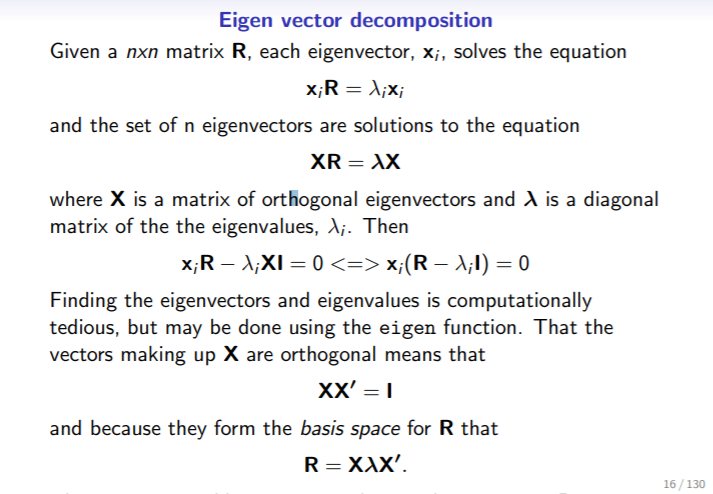 Eigen vector decomposition
Given a nxn matrix R, each eigenvector, xᵢ, solves the equation
xᵢR = λᵢxᵢ
and the set of n eigenvectors are solutions to the equation
XR = λX
where X is a matrix of orthogonal eigenvectors and λ is a diagonal
matrix of the the eigenvalues, λᵢ. Then
xᵢR − λᵢXI = 0 <=> xᵢ(R − λᵢI) = 0
Finding the eigenvectors and eigenvalues is computationally
tedious, but may be done using the eigen function. That the
vectors making up X are orthogonal means that
XX′ = I
and because they form the basis space for R that
R = XλX′.
16 / 130